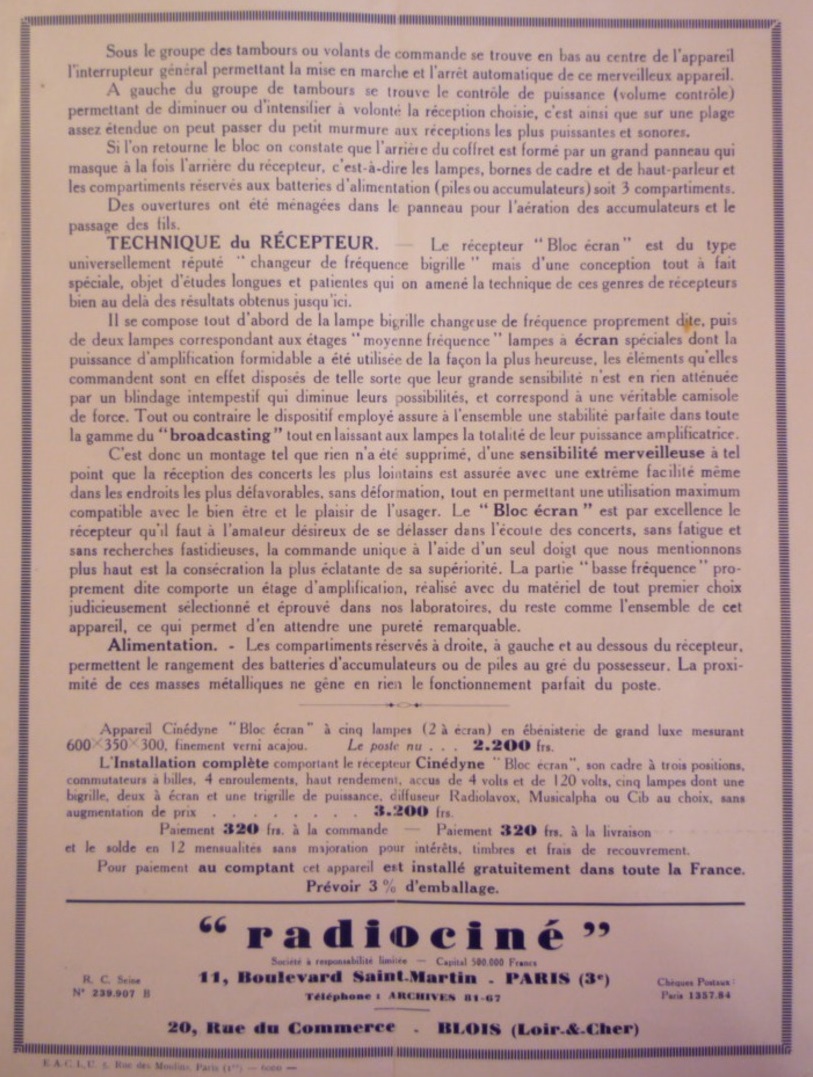 Sous le groupe des tambours ou volants de commande se trouve en bas au centre de l'appareil
l'interrupteur général permettant la mise en marche et l'arrêt automatique de ce merveilleux appareil.
A gauche du groupe de tambours se trouve le contrôle de puissance (volume contrôle)
permettant de diminuer ou d'intensifier à volonté la réception choisie, c'est ainsi que sur une plage
assez étendue on peut passer du petit murmure aux réceptions les plus puissantes et sonores.
Si l'on retourne le bloc on constate que l'arrière du coffret est formé par un grand panneau qui
masque à la fois l'arrière du récepteur, c'est-à-dire les lampes, bornes de cadre et de haut-parleur et
les compartiments réservés aux batteries d'alimentation (piles ou accumulateurs) soit 3 compartiments.
Des ouvertures ont été ménagées dans le panneau pour l'aération des accumulateurs et le
passage des fils.
TECHNIQUE du RÉCEPTEUR. — Le récepteur "Bloc écran" est du type
universellement réputé "changeur de fréquence bigrille" mais d'une conception tout à fait
spéciale, objet d'études longues et patientes qui on amené la technique de ces genres de récepteurs
bien au delà des résultats obtenus jusqu'ici.
Il se compose tout d'abord de la lampe bigrille changeuse de fréquence proprement dite, puis
de deux lampes correspondant aux étages "moyenne fréquence" lampes à écran spéciales dont la
puissance d'amplification formidable a été utilisée de la façon la plus heureuse, les éléments qu'elles
commandent sont en effet disposés de telle sorte que leur grande sensibilité n'est en rien atténuée
par un blindage intempestif qui diminue leurs possibilités, et correspond à une véritable camisole
de force. Tout ou contraire le dispositif employé assure à l'ensemble une stabilité parfaite dans toute
la gamme du "broadcasting" tout en laissant aux lampes la totalité de leur puissance amplificatrice.
C'est donc un montage tel que rien n'a été supprimé, d'une sensibilité merveilleuse à tel
point que la réception des concerts les plus lointains est assurée avec une extrême facilité même
dans les endroits les plus défavorables, sans déformation, tout en permettant une utilisation maximum
compatible avec le bien être et le plaisir de l'usager. Le "Bloc écran" est par excellence le
récepteur qu'il faut à l'amateur désireux de se délasser dans l'écoute des concerts, sans fatigue et
sans recherches fastidieuses, la commande unique à l'aide d'un seul doigt que nous mentionnons
plus haut est la consécration la plus éclatante de sa supériorité. La partie "basse fréquence" pro-
prement dite comporte un étage d'amplification, réalisé avec du matériel de tout premier choix
judicieusement sélectionné et éprouvé dans nos laboratoires, du reste comme l'ensemble de cet
appareil, ce qui permet d'en attendre une pureté remarquable.
Alimentation. - Les compartiments réservés à droite, à gauche et au dessous du récepteur,
permettent le rangement des batteries d'accumulateurs ou de piles au gré du possesseur. La proxi-
mité de ces masses métalliques ne gêne en rien le fonctionnement parfait du poste.
Appareil Cinédyne "Bloc écran" à cinq lampes (2 à écran) en ébénisterie de grand luxe mesurant
600×350×300, finement verni acajou. Le poste nu . . . 2.200 frs.
L'Installation complète comportant le récepteur Cinédyne "Bloc écran", son cadre à trois positions,
commutateurs à billes, 4 enroulements, haut rendement, accus de 4 volts et de 120 volts, cinq lampes dont une
bigrille, deux à écran et une trigrille de puissance, diffuseur Radiolavox, Musicalpha ou Cib au choix, sans
augmentation de prix . . . . . . . . 3.200 frs.
Paiement 320 frs. à la commande — Paiement 320 frs. à la livraison
et le solde en 12 mensualités sans majoration pour intérêts, timbres et frais de recouvrement.
Pour paiement au comptant cet appareil est installé gratuitement dans toute la France.
Prévoir 3 % d'emballage.
"radiociné"
Société à responsabilité limitée — Capital 500.000 Francs
R. C. Seine
N° 239.907 B
11, Boulevard Saint-Martin - PARIS (3e)
Téléphone : ARCHIVES 81-67
Chèques Postaux :
Paris 1357.84
20, Rue du Commerce - BLOIS (Loir-&-Cher)
E.A.C.I., C. 5, Rue des Moulins, Paris (1er) — 6000 —